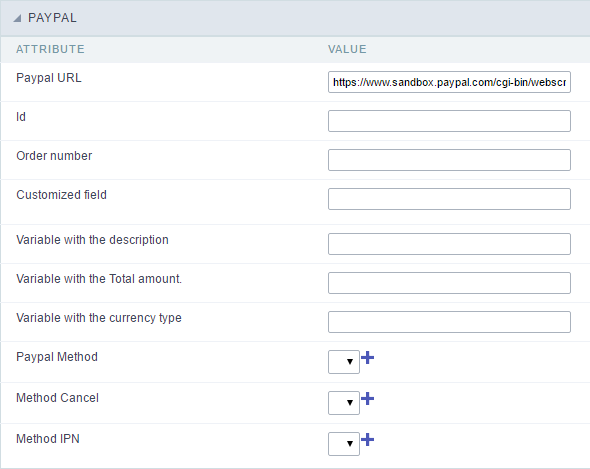 PAYPAL
ATTRIBUTE VALUE
Paypal URL https://www.sandbox.paypal.com/cgi-bin/webscr
Id
Order number
Customized field
Variable with the description
Variable with the Total amount.
Variable with the currency type
Paypal Method
Method Cancel
Method IPN